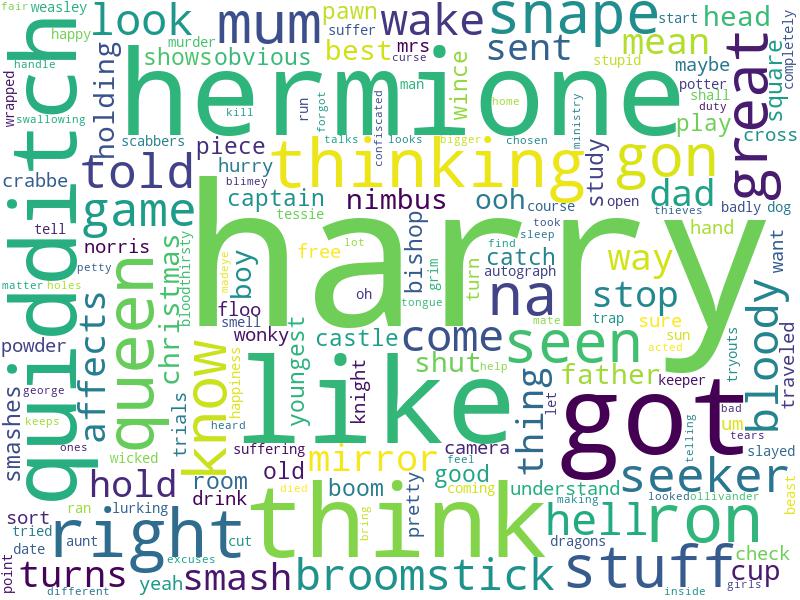 fair weasley
look
mum
pawn
wake
snape
head
start
happy
suffer
murder
showsobvious
best
mrs
sent
mean
maybe
stupid
completely
handle
curse
man
potter
square
wrapped
quidditch
holding
hermione
wince
great
shall
duty
swallowing
kill
run
forgot
home
play
cross
scabbers
talks
confiscated
looks
bigger
chosen
ministry
told
piece
thinking
study
gon
crabbe
hurry
blimey
dad
game
captain
nimbus
ooh
course
open
thieves
badly
dog
tell
tessie
took
sleep
hand
norris
harry
bishop
find
catch
way
want
christmas
bloodthirsty
madeye
boy
free
lot
grim
turn
autograph
petty
matter
holes
queen
affects
oh
tongue
na
stop
floo
smell
mate
trap
sure
sun
powder
wonky
castle
come
seen
acted
tryouts
bloody
traveled
george
know
happiness
youngest
like
shut
help
father
keeper
knight
thing
let
got
bad
keeps
smashes
trials
heard
um
tears
ones
wicked
suffering
camera
telling
slayed
mirror
feel
seeker
hold
room
old
good
coming
understand
looked
ollivander
beast
drink
boom
pretty
making
sort
ran
lurking
died
tried
right
think
bring
hell
ron
date
aunt
cut
dragons
check
point
excuses
turns
yeah
smash
broomstick
stuff
cup
girls
different
inside